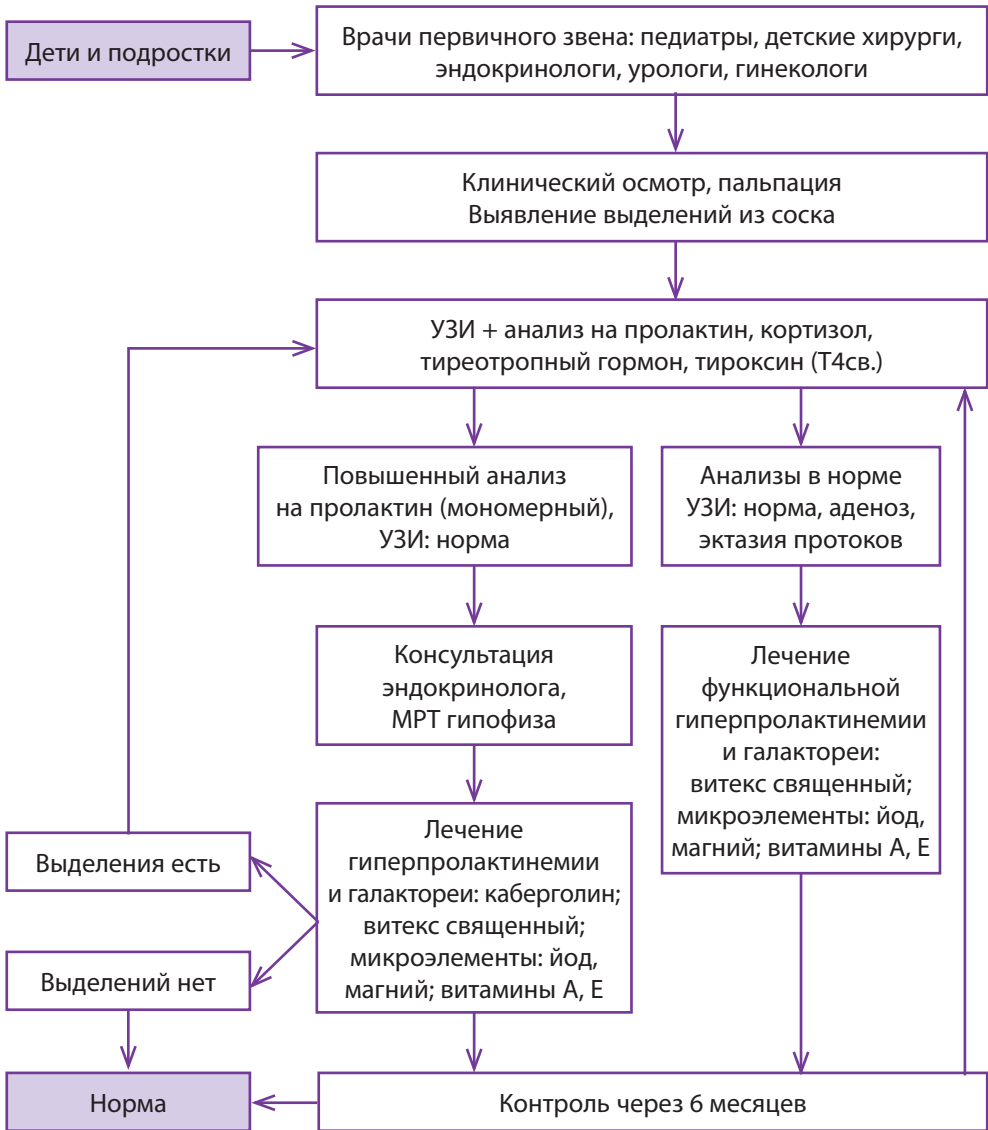 Дети и подростки
Врачи первичного звена: педиатры, детские хирурги,
эндокринологи, урологи, гинекологи
Клинический осмотр, пальпация
Выявление выделений из соска
УЗИ + анализ на пролактин, кортизол,
тиреотропный гормон, тироксин (Т4св.)
Повышенный анализ
на пролактин (мономерный),
УЗИ: норма
Анализы в норме
УЗИ: норма, аденоз,
эктазия протоков
Консультация
эндокринолога,
МРТ гипофиза
Лечение
функциональной
гиперпролактинемии
и галактореи:
витекс священный;
микроэлементы: йод,
магний; витамины А, Е
Лечение
гиперпролактинемии
и галактореи: каберголин;
витекс священный;
микроэлементы: йод,
магний; витамины А, Е
Выделения есть
Выделений нет
Норма
Контроль через 6 месяцев